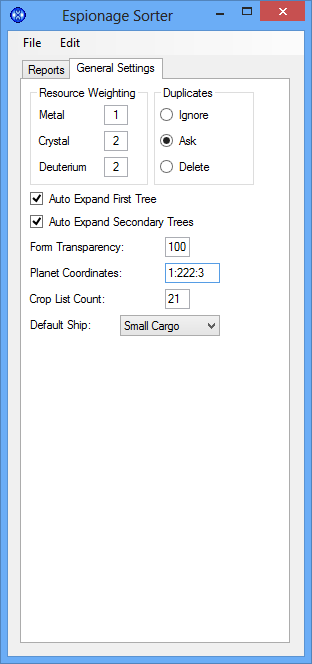 Espionage Sorter
File Edit
Reports General Settings
Resource Weighting
Metal 1
Crystal 2
Deuterium 2
Duplicates
Ignore
Ask
Delete
Auto Expand First Tree
Auto Expand Secondary Trees
Form Transparency: 100
Planet Coordinates: 1:222:3
Crop List Count: 21
Default Ship: Small Cargo